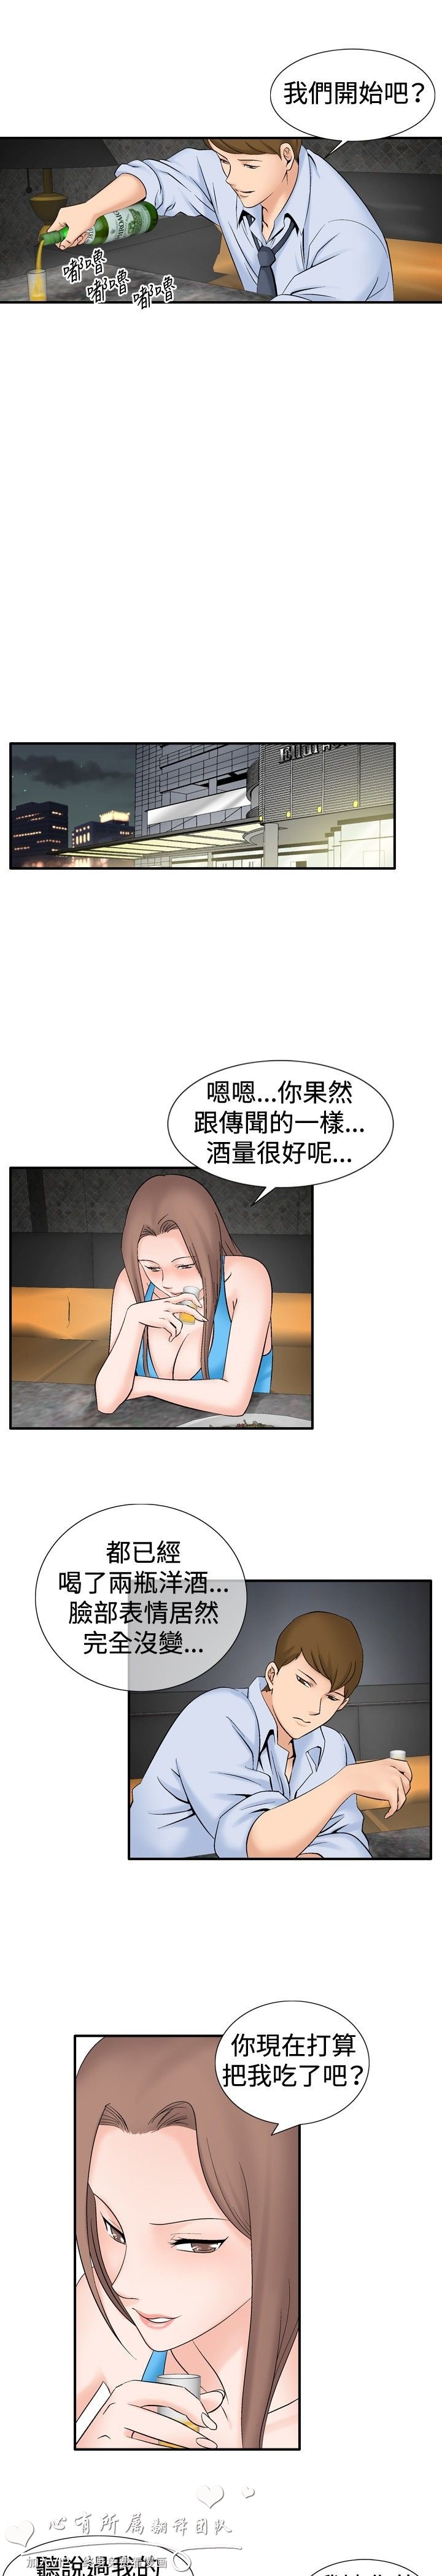 我們開始吧？
嘟嚕
嘟嚕
嘟嚕
嗯嗯...你果然
跟傳聞的一樣...
酒量很好呢...
都已經
喝了兩瓶洋酒...
臉部表情居然
完全沒變...
你現在打算
把我吃了吧？
心有所屬翻译团队
聽說過我的